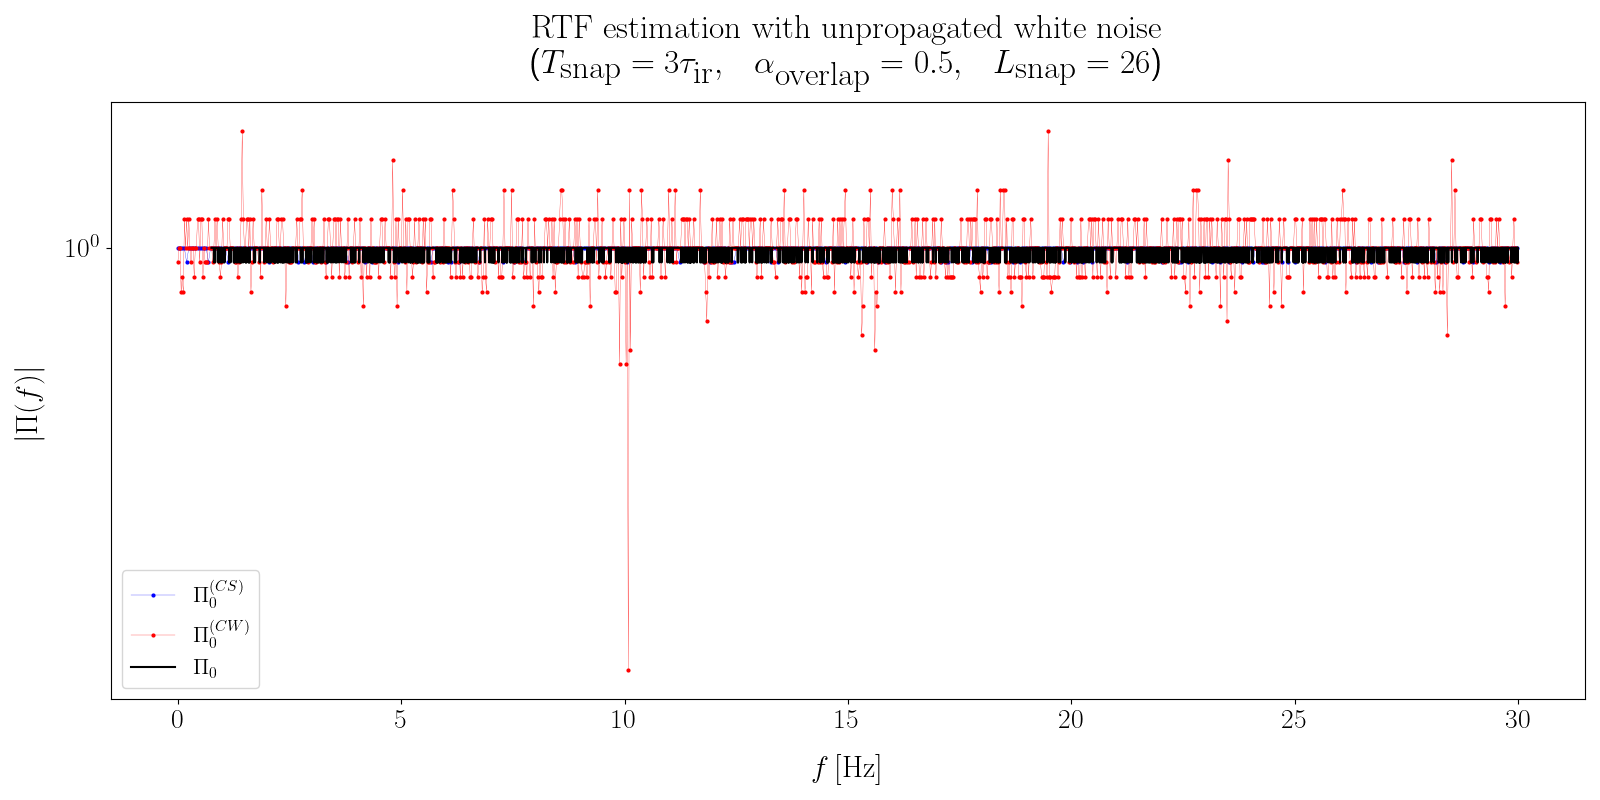 RTF estimation with unpropagated white noise
(T_snap = 3τ_ir, α_overlap = 0.5, L_snap = 26)
10^0
|Π(f)|
Π_0^(CS)
Π_0^(CW)
Π_0
0 5 10 15 20 25 30
f [Hz]